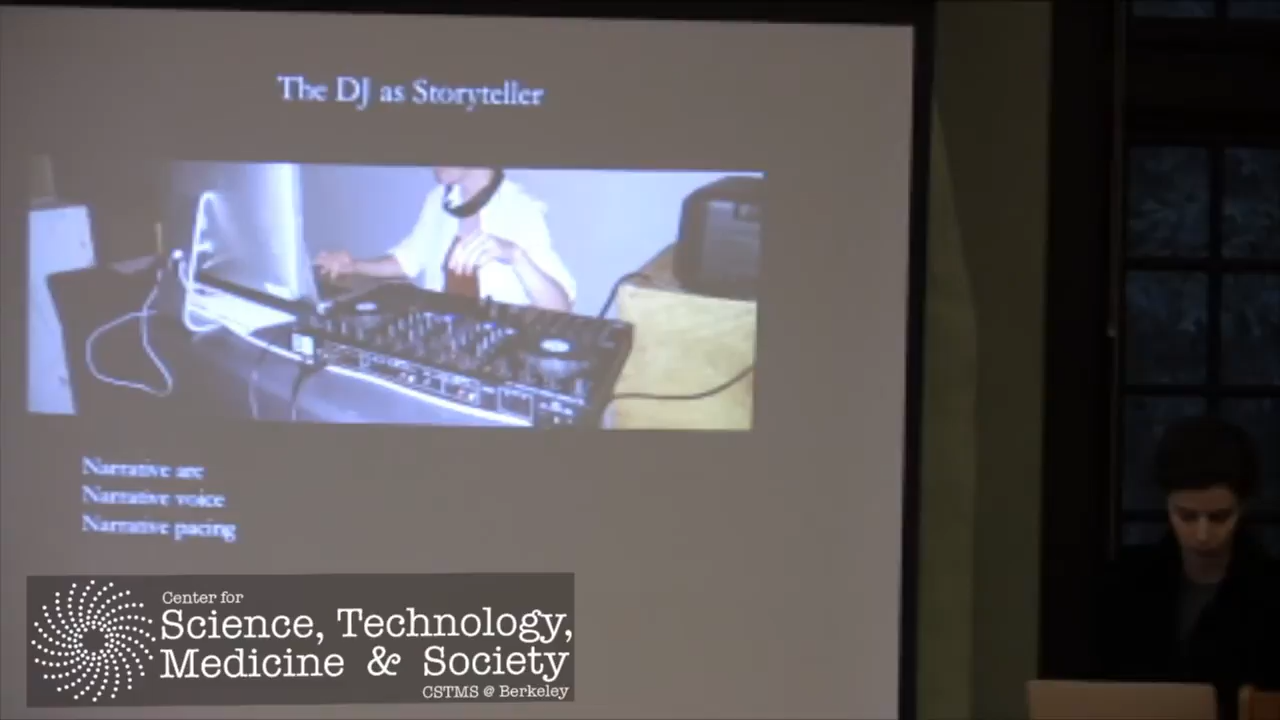 The DJ as Storyteller
Narrative arc
Narrative voice
Narrative pacing
Center for
Science, Technology,
Medicine & Society
CSTMS @ Berkeley